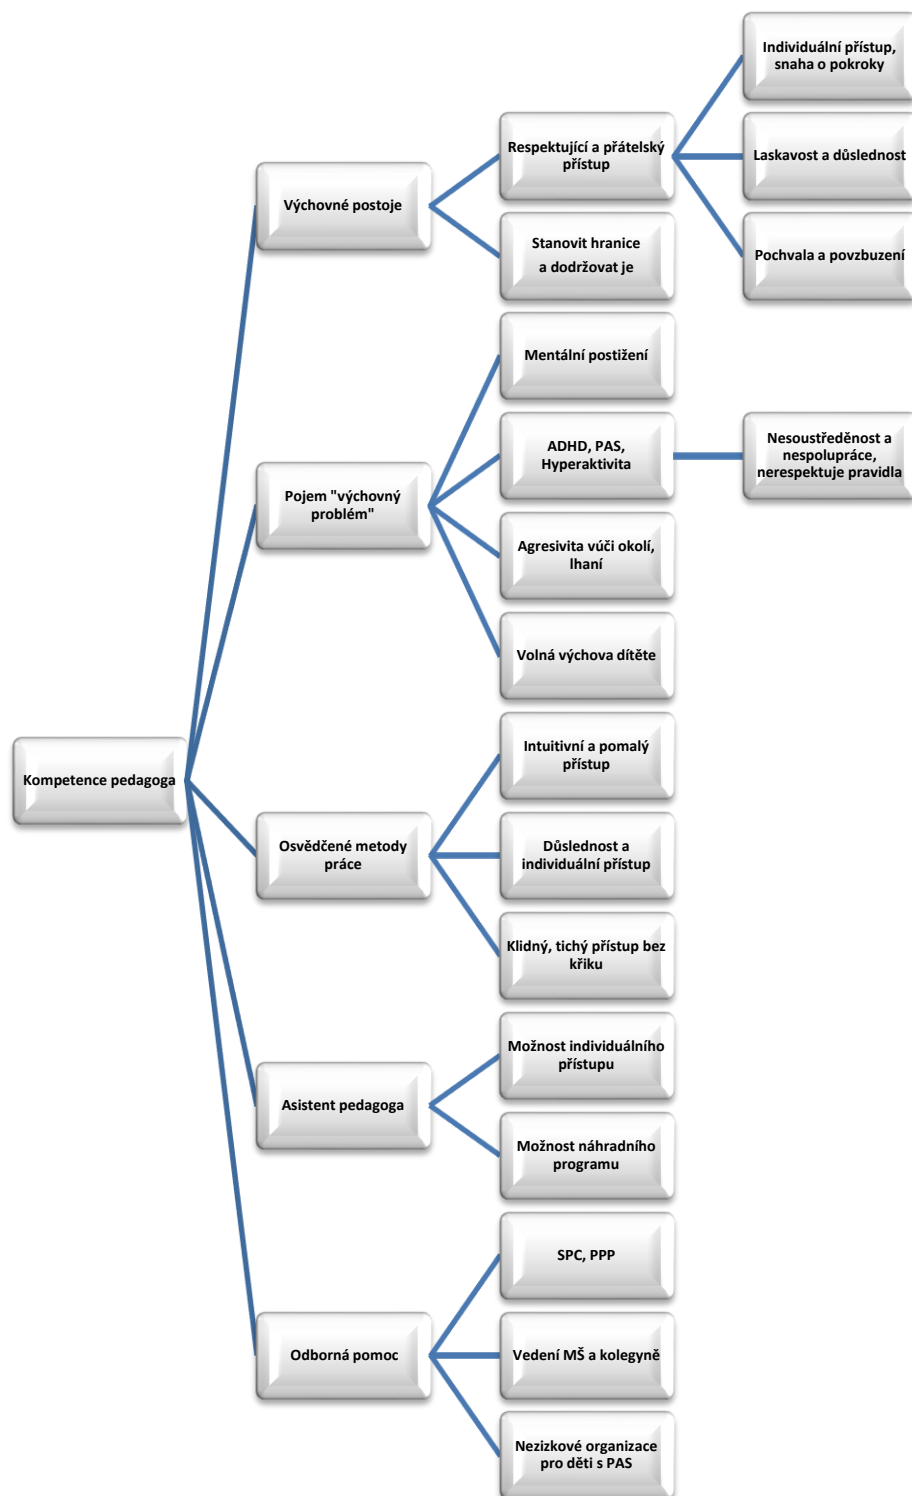 Kompetence pedagoga
Výchovné postoje
Respektující a přátelský
přístup
Individuální přístup,
snaha o pokroky
Laskavost a důslednost
Pochvala a povzbuzení
Stanovit hranice
a dodržovat je
Pojem "výchovný
problém"
Mentální postižení
ADHD, PAS,
Hyperaktivita
Nesoustředěnost a
nespolupráce,
nerespektuje pravidla
Agresivita vúči okolí,
lhaní
Volná výchova dítěte
Osvědčené metody
práce
Intuitivní a pomalý
přístup
Důslednost a
individuální přístup
Klidný, tichý přístup bez
křiku
Asistent pedagoga
Možnost individuálního
přístupu
Možnost náhradního
programu
Odborná pomoc
SPC, PPP
Vedení MŠ a kolegyně
Nezizkové organizace
pro děti s PAS